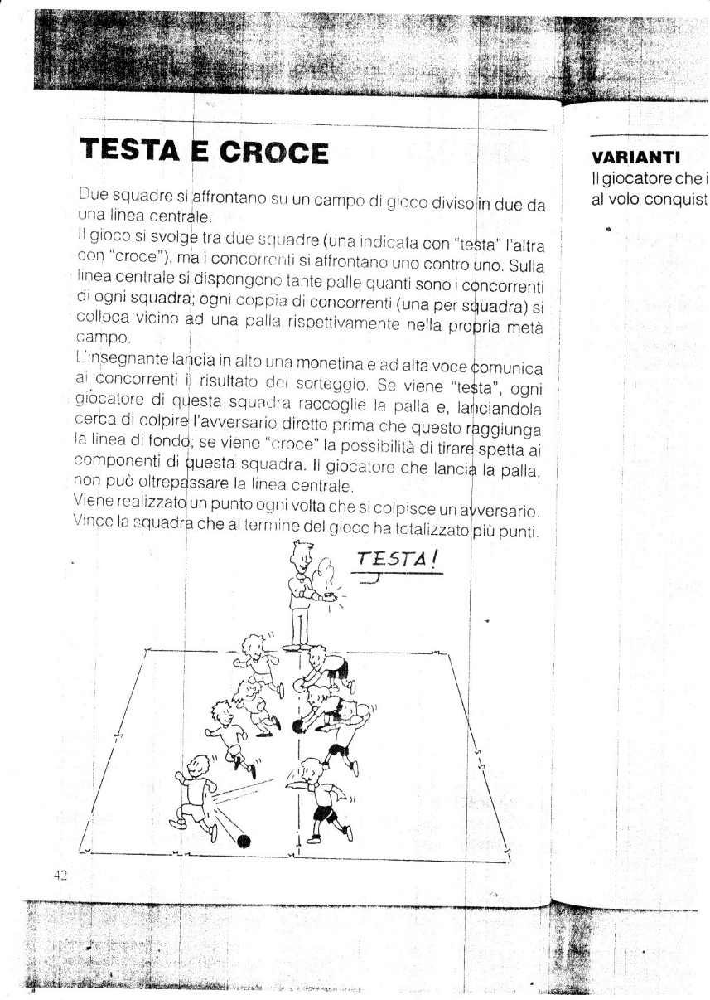 TESTA E CROCE
Due squadre si affrontano su un campo di gioco diviso in due da
una linea centrale.
Il gioco si svolge tra due squadre (una indicata con “testa” l'altra
con “croce”), ma i concorrenti si affrontano uno contro uno. Sulla
linea centrale si dispongono tante palle quanti sono i concorrenti
di ogni squadra; ogni coppia di concorrenti (una per squadra) si
colloca vicino ad una palla rispettivamente nella propria metà
campo.
L'insegnante lancia in alto una monetina e ad alta voce comunica
ai concorrenti il risultato del sorteggio. Se viene “testa”, ogni
giocatore di questa squadra raccoglie la palla e, lanciandola
cerca di colpire l'avversario diretto prima che questo raggiunga
la linea di fondo; se viene “croce” la possibilità di tirare spetta ai
componenti di questa squadra. Il giocatore che lancia la palla,
non può oltrepassare la linea centrale.
Viene realizzato un punto ogni volta che si colpisce un avversario.
Vince la squadra che al termine del gioco ha totalizzato più punti.
TESTA!
42
VARIANTI
Il giocatore che i
al volo conquist